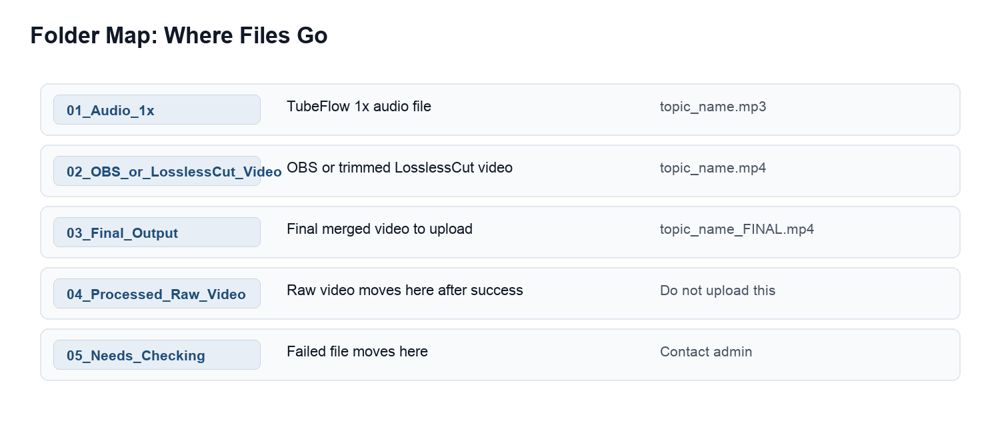 Folder Map: Where Files Go
01_Audio_1x TubeFlow 1x audio file topic_name.mp3
02_OBS_or_LosslessCut_Video OBS or trimmed LosslessCut video topic_name.mp4
03_Final_Output Final merged video to upload topic_name_FINAL.mp4
04_Processed_Raw_Video Raw video moves here after success Do not upload this
05_Needs_Checking Failed file moves here Contact admin